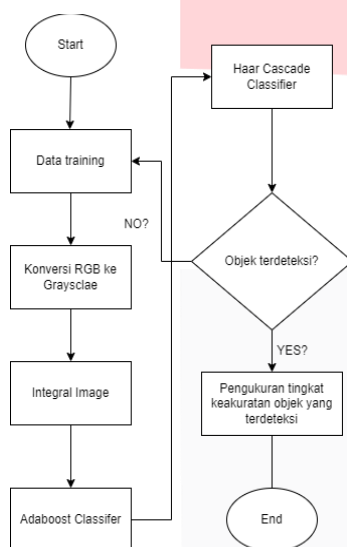 Start
Data training
NO?
Konversi RGB ke
Graysclae
Integral Image
Adaboost Classifer
Haar Cascade
Classifier
Objek terdeteksi?
YES?
Pengukuran tingkat
keakuratan objek yang
terdeteksi
End